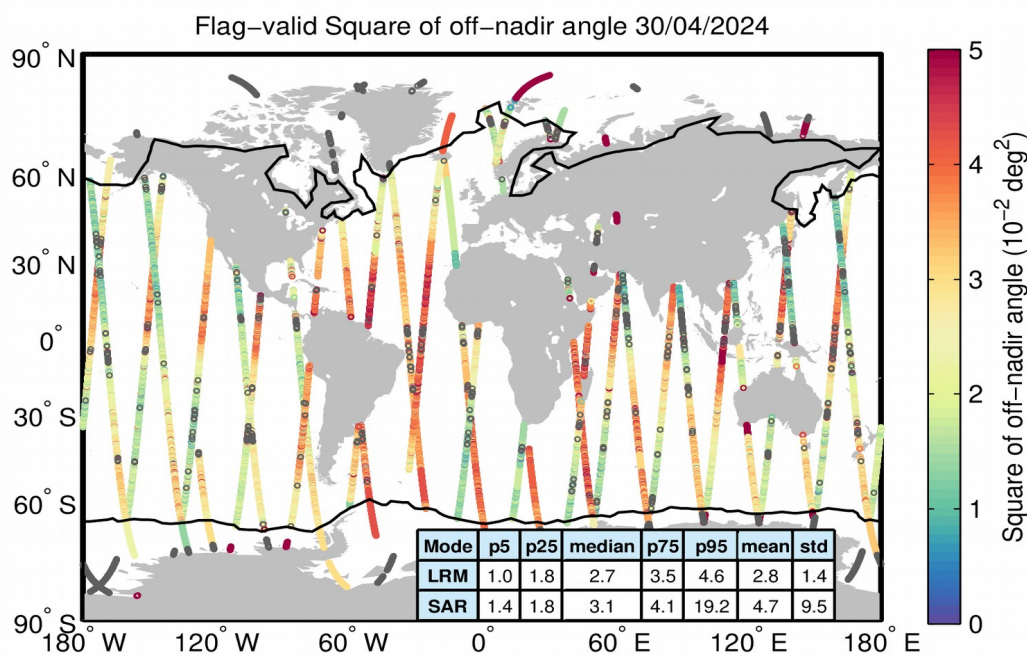 Flag-valid Square of off-nadir angle 30/04/2024
90° N
60° N
30° N
0°
30° S
60° S
90° S
180° W
120° W
60° W
0°
60° E
120° E
180° E
Mode p5 p25 median p75 p95 mean std
LRM 1.0 1.8 2.7 3.5 4.6 2.8 1.4
SAR 1.4 1.8 3.1 4.1 19.2 4.7 9.5
5
4
3
2
1
0
Square of off-nadir angle (10⁻² deg²)